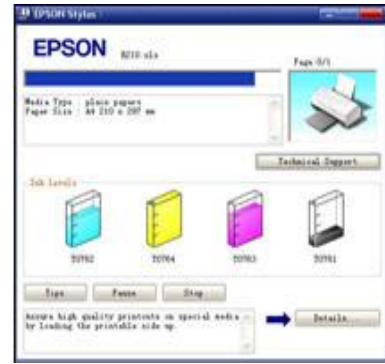 EPSON Stylus
EPSON
Page 0/1
Media Type : plain papers
Paper Size : A4 210 x 297 mm
Technical Support
Ink Levels
T0762 T0764 T0763 T0761
Tips Pause Stop
Assure high quality printouts on special media
by loading the printable side up.
Details